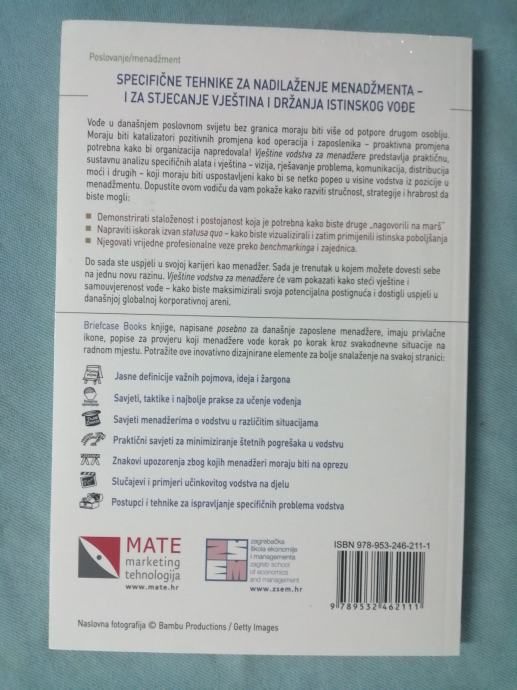 Poslovanje/menadžment
SPECIFIČNE TEHNIKE ZA NADILAŽENJE MENADŽMENTA –
I ZA STJECANJE VJEŠTINA I DRŽANJA ISTINSKOG VOĐE
Vođe u današnjem poslovnom svijetu bez granica moraju biti više od potpore drugom osoblju.
Moraju biti katalizatori pozitivnih promjena kod operacija i zaposlenika – proaktivna promjena
potrebna kako bi organizacija napredovala! Vještine vodstva za menadžere predstavlja praktičnu,
sustavnu analizu specifičnih alata i vještina – vizija, rješavanje problema, komunikacija, distribucija
moći i drugih – koji moraju biti uspostavljeni kako bi se netko popeo u visine vodstva iz pozicije u
menadžmentu. Dopustite ovom vodiču da vam pokaže kako razviti stručnost, strategije i hrabrost da
biste mogli:
Demonstrirati staloženost i postojanost koja je potrebna kako biste druge „nagovorili na marš"
Napraviti iskorak izvan statusa quo – kako biste vizualizirali i zatim primijenili istinska poboljšanja
Njegovati vrijedne profesionalne veze preko benchmarkinga i zajednica.
Do sada ste uspjeli u svojoj karijeri kao menadžer. Sada je trenutak u kojem možete dovesti sebe
na jednu novu razinu. Vještine vodstva za menadžere će vam pokazati kako steći vještine i
samouvjerenost vođe – kako biste maksimizirali svoja potencijalna postignuća i dostigli uspjeli u
današnjoj globalnoj korporativnoj areni.
Briefcase Books knjige, napisane posebno za današnje zaposlene menadžere, imaju privlačne
ikone, popise za provjeru koji menadžere vode korak po korak kroz svakodnevne situacije na
radnom mjestu. Potražite ove inovativno dizajnirane elemente za bolje snalaženje na svakoj stranici:
Jasne definicije važnih pojmova, ideja i žargona
Savjeti, taktike i najbolje prakse za učenje vođenja
Savjeti menadžerima o vodstvu u različitim situacijama
Praktični savjeti za minimiziranje štetnih pogrešaka u vodstvu
Znakovi upozorenja zbog kojih menadžeri moraju biti na oprezu
Slučajevi i primjeri učinkovitog vodstva na djelu
Postupci i tehnike za ispravljanje specifičnih problema vodstva
MATE
marketing
tehnologija
www.mate.hr
ZSEM
zagrebačka
škola ekonomije
i managementa
zagreb school
of economics
and management
www.zsem.hr
ISBN 978-953-246-211-1
9 789532 462111
Naslovna fotografija © Bambu Productions / Getty Images